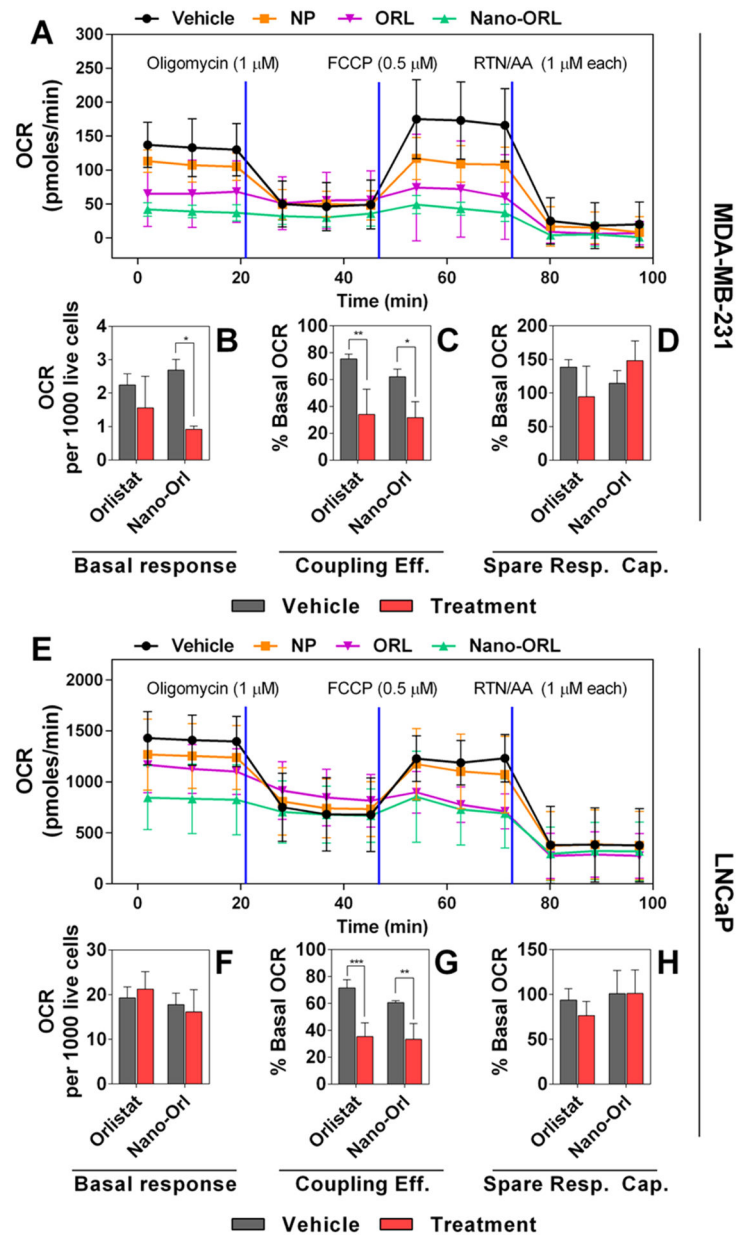 A
Vehicle NP ORL Nano-ORL
Oligomycin (1 μM) FCCP (0.5 μM) RTN/AA (1 μM each)
OCR
(pmoles/min)
300
250
200
150
100
50
0
0 20 40 60 80 100
Time (min)
MDA-MB-231
B
OCR
per 1000 live cells
4
3
2
1
0
*
Orlistat
Nano-Orl
Basal response
C
% Basal OCR
100
80
60
40
20
0
**
*
Orlistat
Nano-Orl
Coupling Eff.
D
% Basal OCR
200
150
100
50
0
Orlistat
Nano-Orl
Spare Resp. Cap.
Vehicle Treatment
E
Vehicle NP ORL Nano-ORL
Oligomycin (1 μM) FCCP (0.5 μM) RTN/AA (1 μM each)
OCR
(pmoles/min)
2000
1500
1000
500
0
0 20 40 60 80 100
Time (min)
LNCaP
F
OCR
per 1000 live cells
30
20
10
0
Orlistat
Nano-Orl
Basal response
G
% Basal OCR
100
80
60
40
20
0
***
**
Orlistat
Nano-Orl
Coupling Eff.
H
% Basal OCR
150
100
50
0
Orlistat
Nano-Orl
Spare Resp. Cap.
Vehicle Treatment